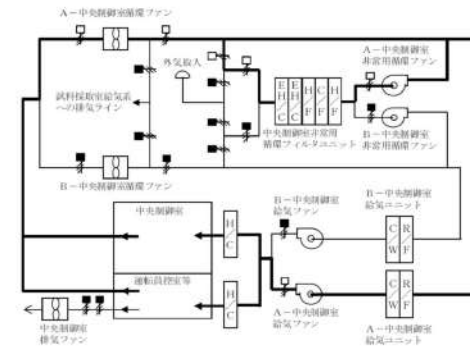 A－中央制御室循環ファン
外気取入
A－中央制御室
非常用循環ファン
試料採取室給気系
への排気ライン
E
H
/
C
E
H
/
C
H
/
F
C
/
F
H
/
F
中央制御室非常用
循環フィルタユニット
B－中央制御室
非常用循環ファン
B－中央制御室循環ファン
中央制御室
H
/
C
B－中央制御室
給気ファン
B－中央制御室
給気ユニット
C
/
W
R
/
F
運転員控室等
H
/
C
A－中央制御室
給気ファン
C
/
W
R
/
F
A－中央制御室
給気ユニット
中央制御室
排気ファン